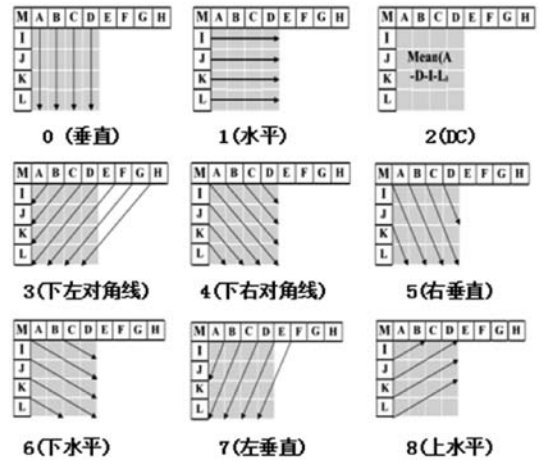 M A B C D E F G H
I
J
K
L
0 (垂直)
M A B C D E F G H
I
J
K
L
1(水平)
M A B C D E F G H
I
J Mean(A
K -D-I-L)
L
2(DC)
M A B C D E F G H
I
J
K
L
3(下左对角线)
M A B C D E F G H
I
J
K
L
4(下右对角线)
M A B C D E F G H
I
J
K
L
5(右垂直)
M A B C D E F G H
I
J
K
L
6(下水平)
M A B C D E F G H
I
J
K
L
7(左垂直)
M A B C D E F G H
I
J
K
L
8(上水平)